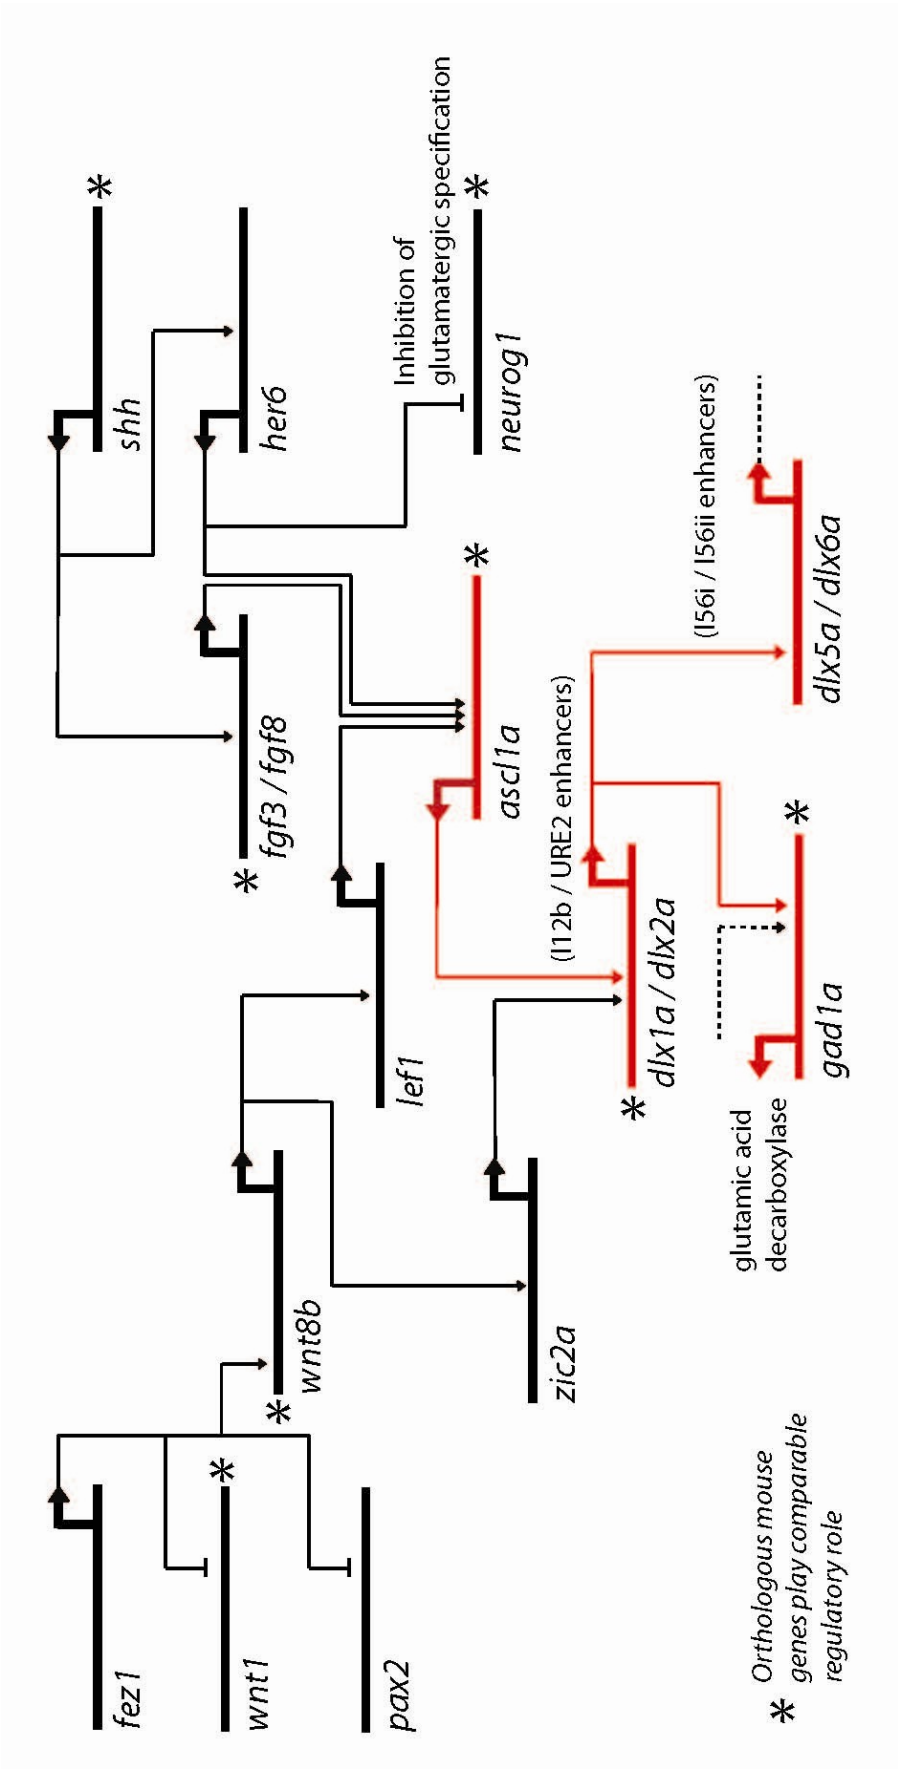 fez1
wnt1
*
pax2
wnt8b
*
lef1
zic2a
* fgf3 / fgf8
shh
*
her6
Inhibition of
glutamatergic specification
neurog1
*
ascl1a
*
(I12b / URE2 enhancers)
* dlx1a / dlx2a
(I56i / I56ii enhancers)
dlx5a / dlx6a
glutamic acid
decarboxylase
gad1a
*
* Orthologous mouse
genes play comparable
regulatory role